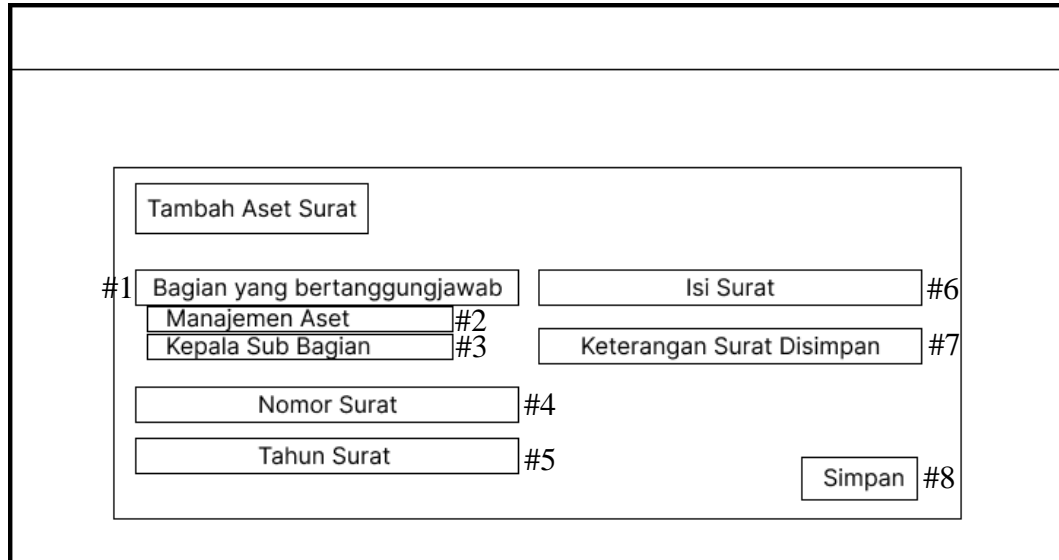 Tambah Aset Surat
#1 Bagian yang bertanggungjawab
Manajemen Aset #2
Kepala Sub Bagian #3
Nomor Surat #4
Tahun Surat #5
Isi Surat #6
Keterangan Surat Disimpan #7
Simpan #8